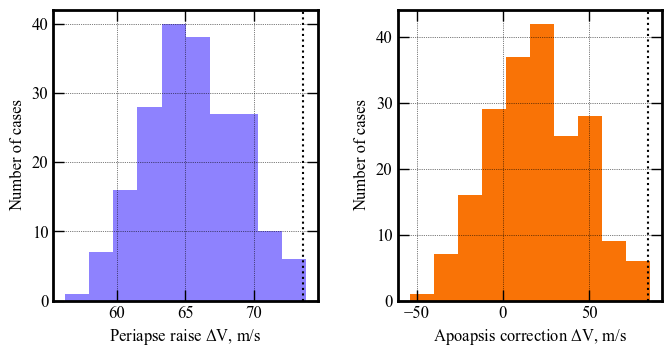 40
30
20
10
0
Number of cases
60 65 70
Periapse raise ΔV, m/s
40
30
20
10
0
Number of cases
−50 0 50
Apoapsis correction ΔV, m/s